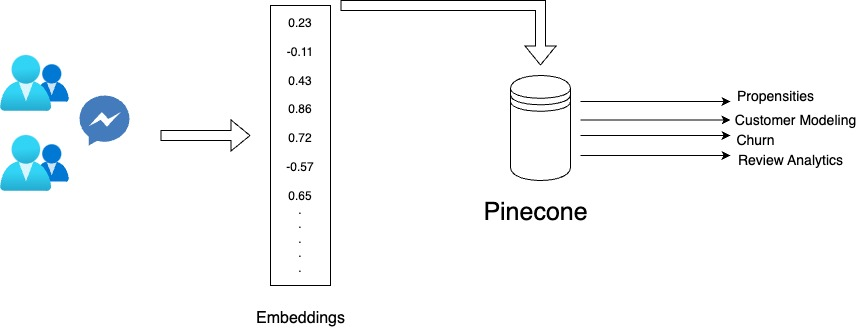 0.23
-0.11
0.43
0.86
0.72
-0.57
0.65
.
.
.
.
.
Embeddings
Pinecone
Propensities
Customer Modeling
Churn
Review Analytics